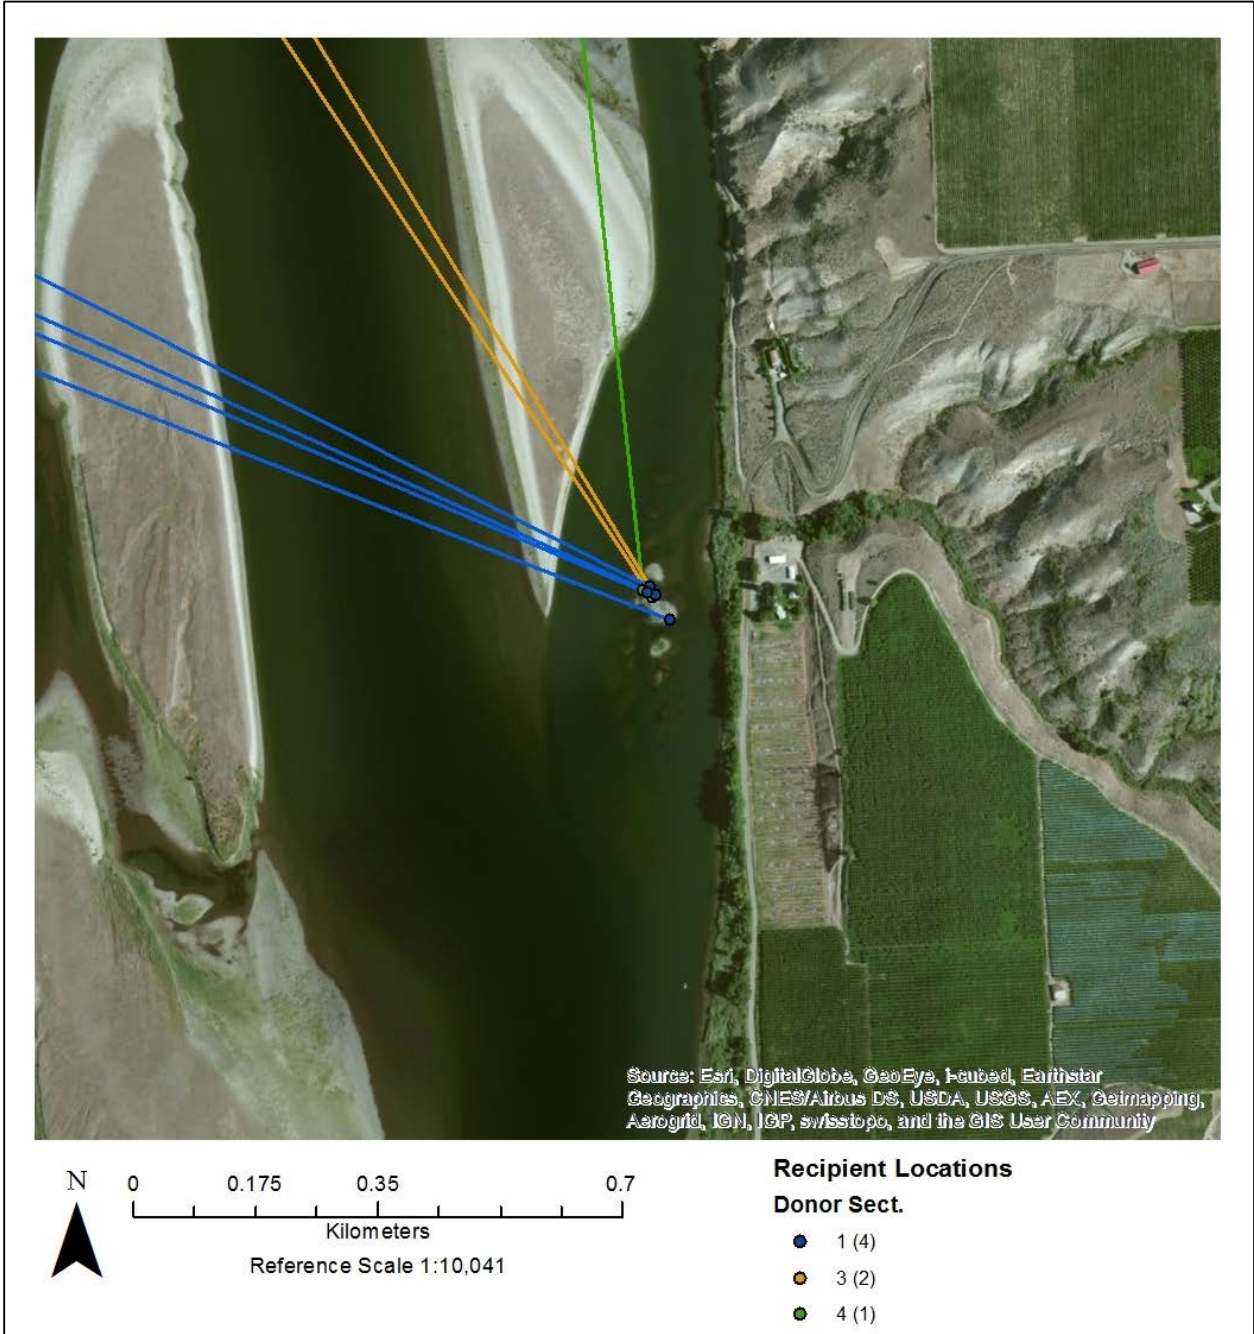 Source: Esri, DigitalGlobe, GeoEye, i-cubed, Earthstar
Geographics, CNES/Airbus DS, USDA, USGS, AEX, Getmapping,
Aerogrid, IGN, IGP, swisstopo, and the GIS User Community
N
0 0.175 0.35 0.7
Kilometers
Reference Scale 1:10,041
Recipient Locations
Donor Sect.
1 (4)
3 (2)
4 (1)